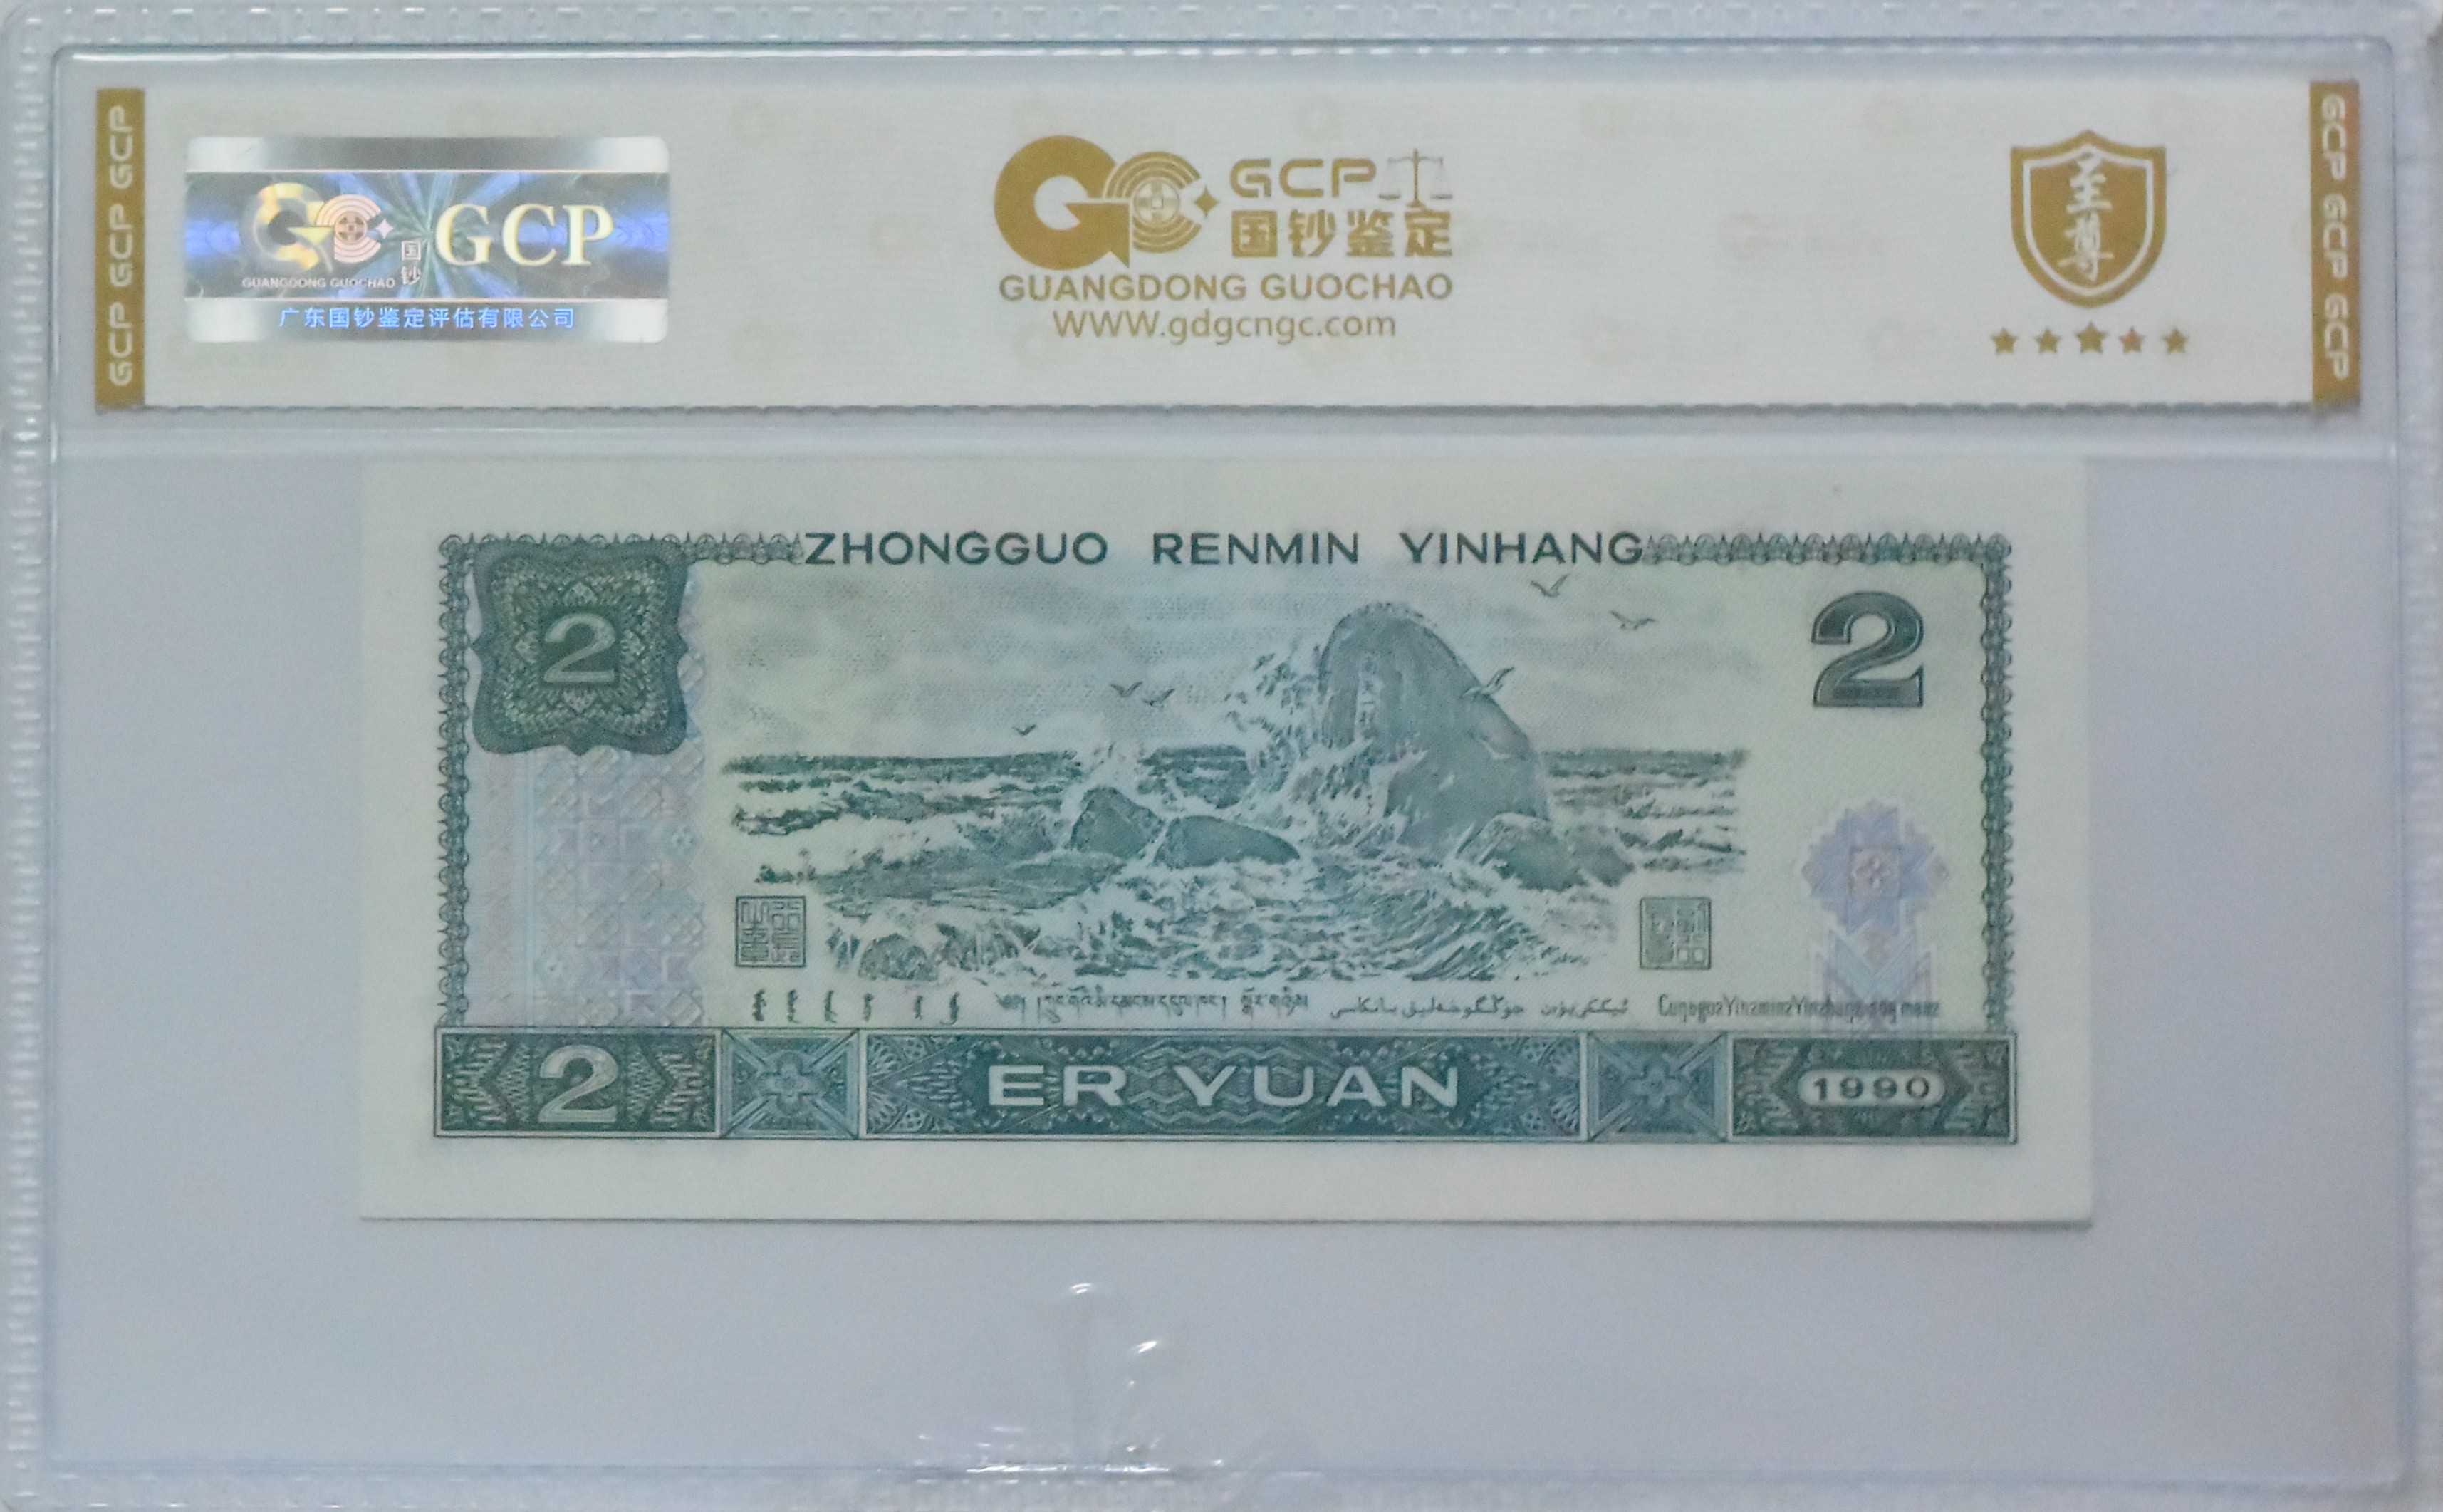 GCP GCP GCP
GCP
国钞
GUANGDONG GUOCHAO
广东国钞鉴定评估有限公司
GCP
国钞鉴定
GUANGDONG GUOCHAO
WWW.gdgcngc.com
至尊
GCP GCP GCP
ZHONGGUO RENMIN YINHANG
2
2
2
ER YUAN
1990